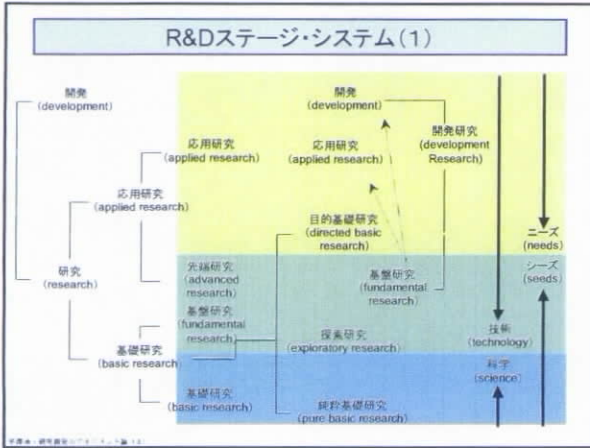 R&Dステージ・システム(1)
開発
(development)
研究
(research)
応用研究
(applied research)
基礎研究
(basic research)
応用研究
(applied research)
先端研究
(advanced
research)
基盤研究
(fundamental
research)
基礎研究
(basic research)
開発
(development)
応用研究
(applied research)
目的基礎研究
(directed basic
research)
基盤研究
(fundamental
research)
探索研究
(exploratory research)
純粋基礎研究
(pure basic research)
開発研究
(development
Research)
ニーズ
(needs)
シーズ
(seeds)
技術
(technology)
科学
(science)